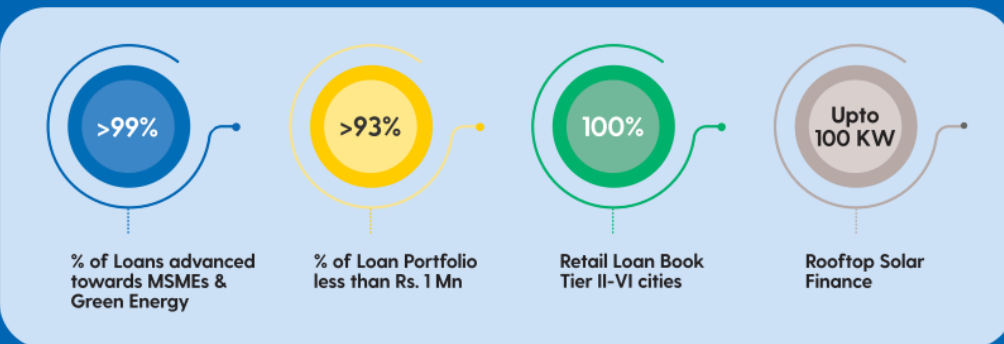 >99%
% of Loans advanced
towards MSMEs &
Green Energy
>93%
% of Loan Portfolio
less than Rs. 1 Mn
100%
Retail Loan Book
Tier II-VI cities
Upto
100 KW
Rooftop Solar
Finance